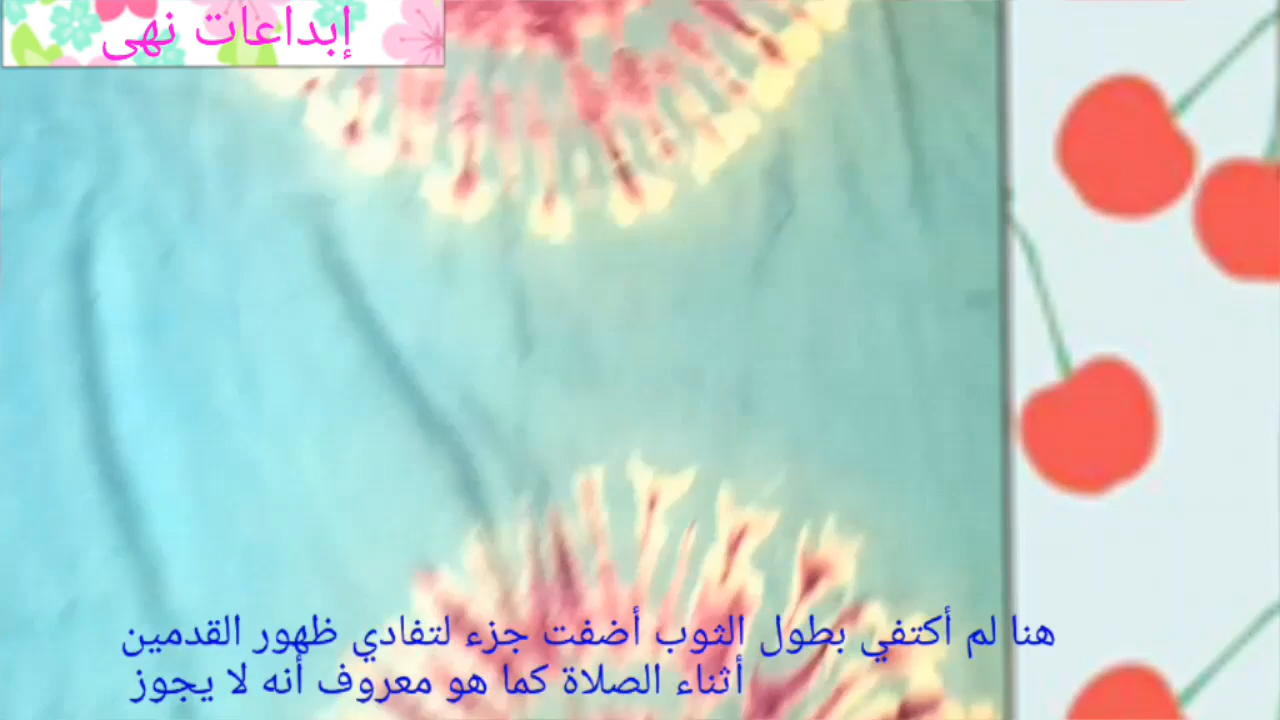 إبداعات نهى
هنا لم أكتفي بطول الثوب أضفت جزء لتفادي ظهور القدمين
أثناء الصلاة كما هو معروف أنه لا يجوز